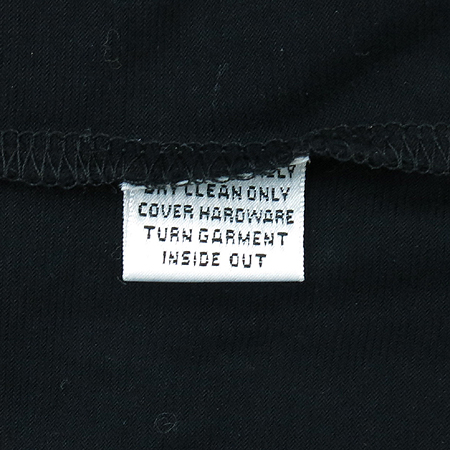 DRY CLEAN ONLY
COVER HARDWARE
TURN GARMENT
INSIDE OUT